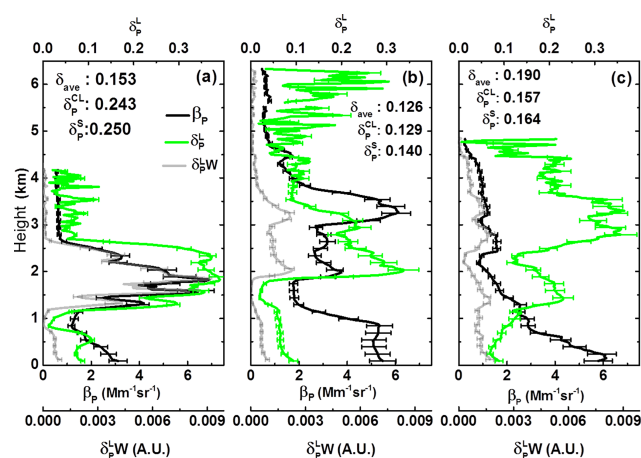 δ_P^L δ_P^L δ_P^L
0.0 0.1 0.2 0.3 0.0 0.1 0.2 0.3 0.0 0.1 0.2 0.3
(a) (b) (c)
δ_ave : 0.153
δ_P^CL : 0.243
δ_P^S : 0.250
β_P
δ_P^L
δ_P^L W
δ_ave : 0.126
δ_P^CL : 0.129
δ_P^S : 0.140
δ_ave : 0.190
δ_P^CL : 0.157
δ_P^S : 0.164
Height (km)
6
5
4
3
2
1
0
0 2 4 6 0 2 4 6 0 2 4 6
β_P (Mm⁻¹sr⁻¹) β_P (Mm⁻¹sr⁻¹) β_P (Mm⁻¹sr⁻¹)
0.000 0.003 0.006 0.009 0.000 0.003 0.006 0.009 0.000 0.003 0.006 0.009
δ_P^L W (A.U.) δ_P^L W (A.U.) δ_P^L W (A.U.)